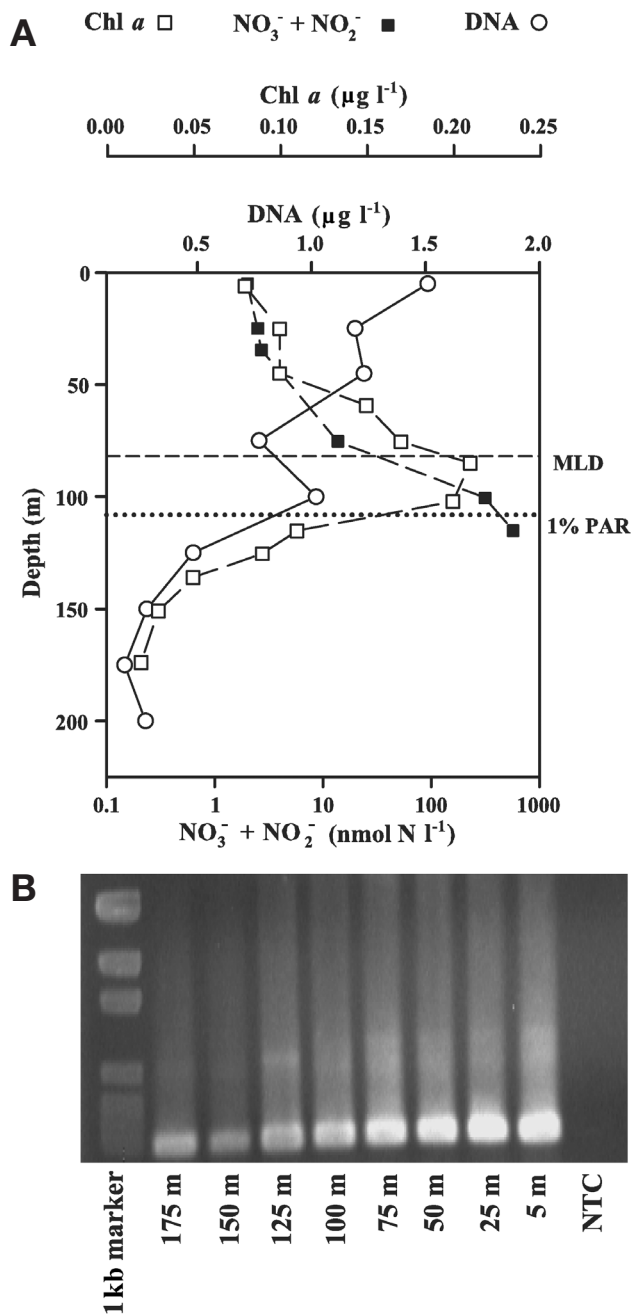 A
Chl a NO₃⁻ + NO₂⁻ DNA
Chl a (µg l⁻¹)
0.00 0.05 0.10 0.15 0.20 0.25
DNA (µg l⁻¹)
0.5 1.0 1.5 2.0
0
50
100
150
200
Depth (m)
MLD
1% PAR
0.1 1 10 100 1000
NO₃⁻ + NO₂⁻ (nmol N l⁻¹)
B
1kb marker
175 m
150 m
125 m
100 m
75 m
50 m
25 m
5 m
NTC